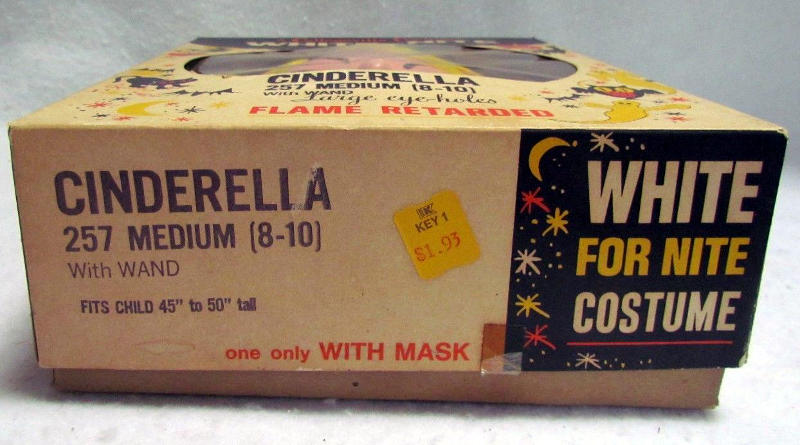 CINDERELLA
257 MEDIUM (8-10)
With WAND
Large eye-holes
FLAME RETARDED
CINDERELLA
257 MEDIUM (8-10)
With WAND
FITS CHILD 45" to 50" tall
one only WITH MASK
K
KEY 1
$1.93
WHITE
FOR NITE
COSTUME